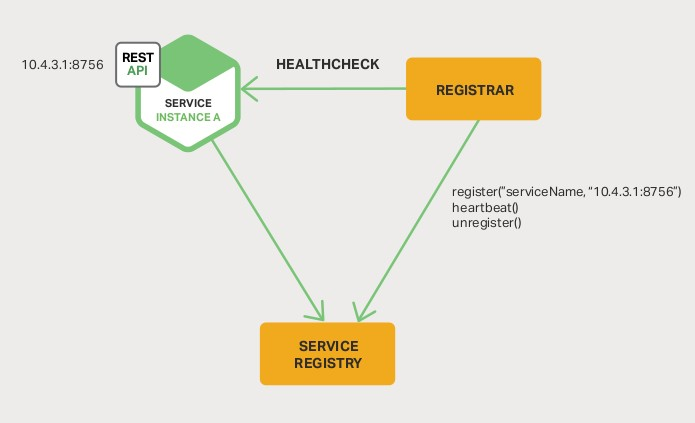 10.4.3.1:8756
REST
API
SERVICE
INSTANCE A
HEALTHCHECK
REGISTRAR
register("serviceName, "10.4.3.1:8756")
heartbeat()
unregister()
SERVICE
REGISTRY